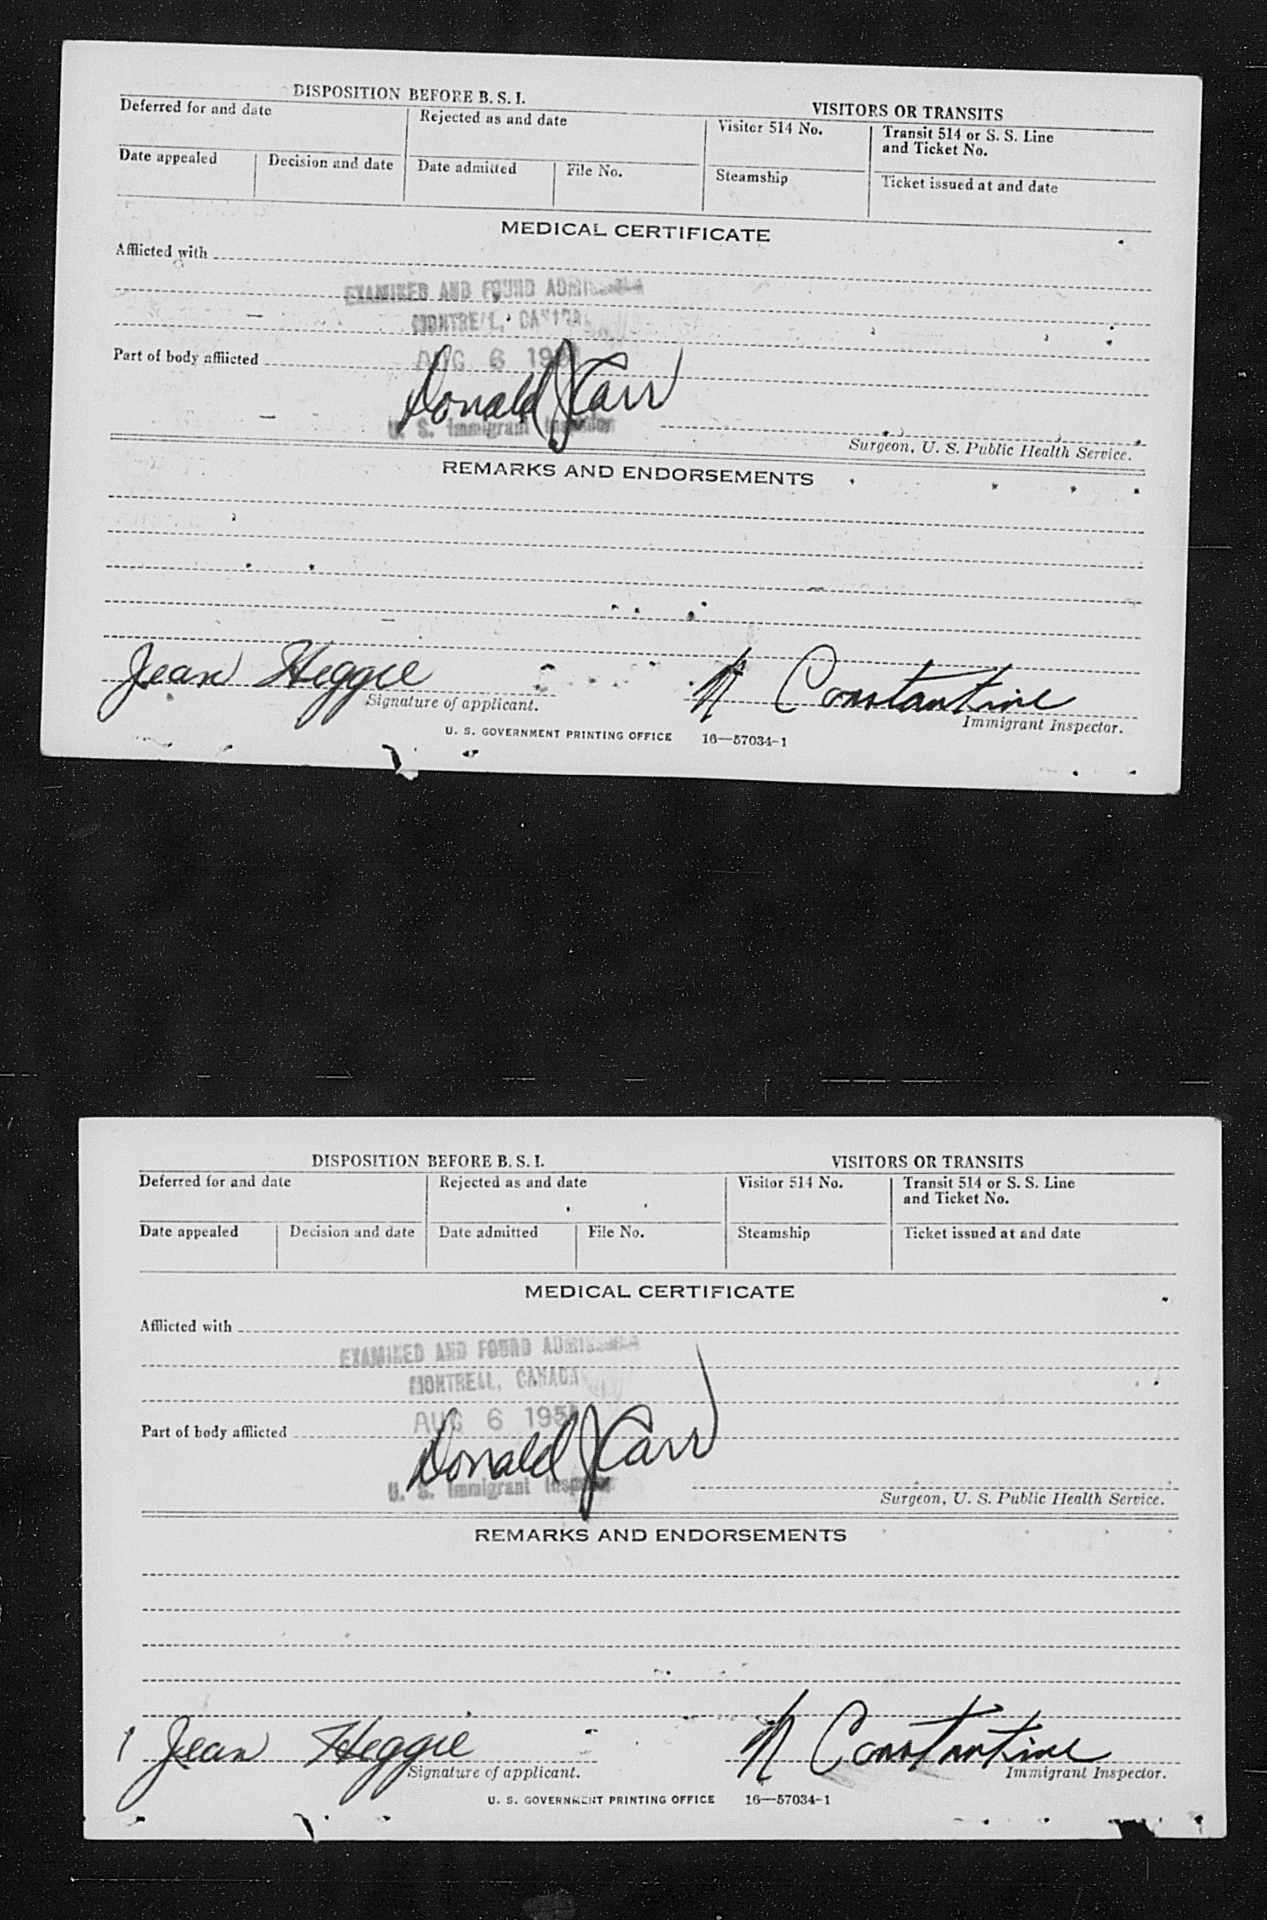 DISPOSITION BEFORE B. S. I.
VISITORS OR TRANSITS
Deferred for and date
Rejected as and date
Visitor 514 No.
Transit 514 or S. S. Line
and Ticket No.
Date appealed
Decision and date
Date admitted
File No.
Steamship
Ticket issued at and date
MEDICAL CERTIFICATE
Afflicted with
EXAMINED AND FOUND
MONTREAL, CANADA
Part of body afflicted
AUG 6
Donald J Carr
U. S. Immigrant Inspector
Surgeon, U. S. Public Health Service.
REMARKS AND ENDORSEMENTS
Jean Heggie
N Constantine
Signature of applicant.
Immigrant Inspector.
U. S. GOVERNMENT PRINTING OFFICE 16—57034-1
DISPOSITION BEFORE B. S. I.
VISITORS OR TRANSITS
Deferred for and date
Rejected as and date
Visitor 514 No.
Transit 514 or S. S. Line
and Ticket No.
Date appealed
Decision and date
Date admitted
File No.
Steamship
Ticket issued at and date
MEDICAL CERTIFICATE
Afflicted with
EXAMINED AND FOUND
MONTREAL, CANADA
Part of body afflicted
AUG 6
Donald J Carr
U. S. Immigrant Inspector
Surgeon, U. S. Public Health Service.
REMARKS AND ENDORSEMENTS
Jean Heggie
N Constantine
Signature of applicant.
Immigrant Inspector.
U. S. GOVERNMENT PRINTING OFFICE 16—57034-1